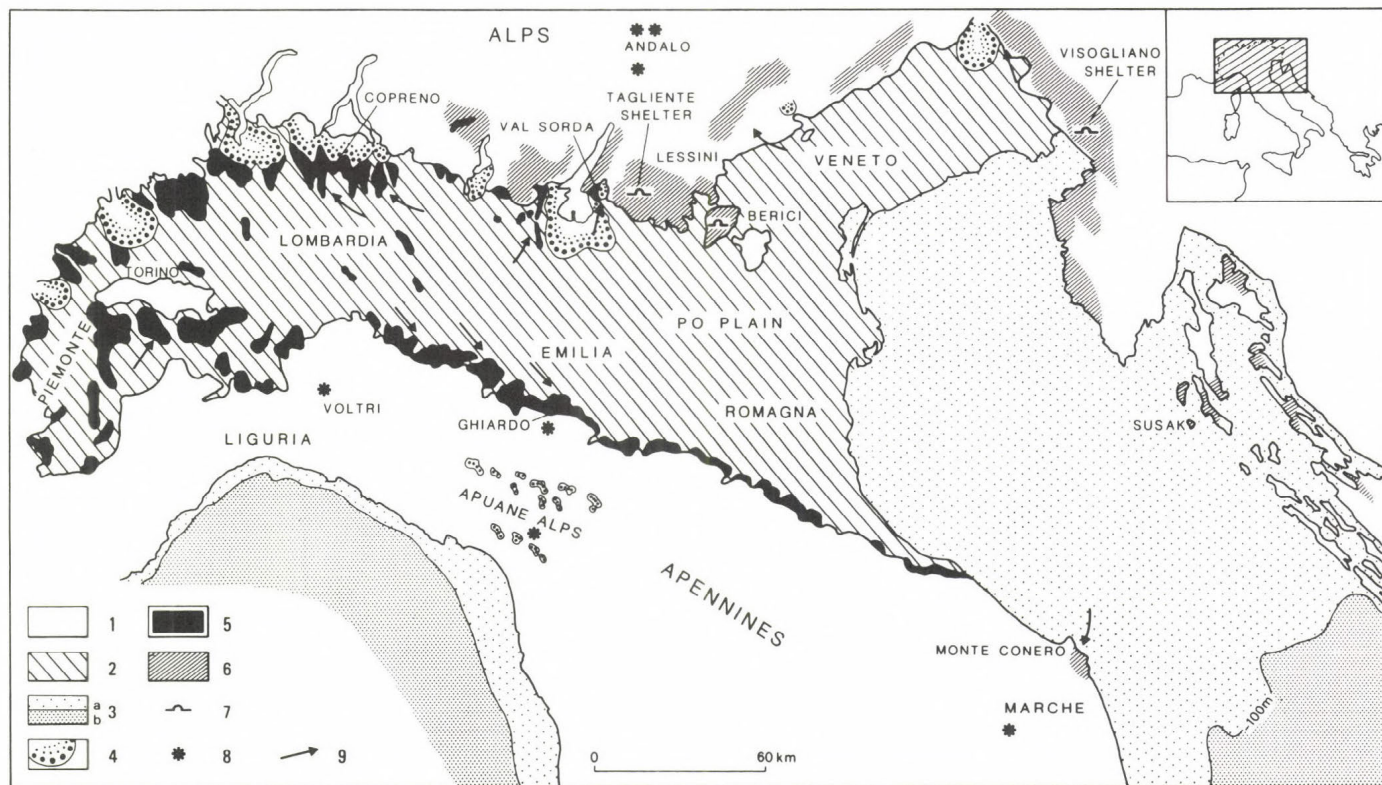 ALPS
ANDALO
VISOGLIANO
SHELTER
COPRENO
TAGLIENTE
SHELTER
VAL SORDA
LESSINI
VENETO
BERICI
LOMBARDIA
TORINO
PO PLAIN
PIEMONTE
EMILIA
VOLTRI
ROMAGNA
GHIARDO
SUSAK
LIGURIA
APUANE ALPS
APENNINES
MONTE CONERO
MARCHE
-100m
1
2
a
b
3
4
5
6
7
8
9
0 60 km